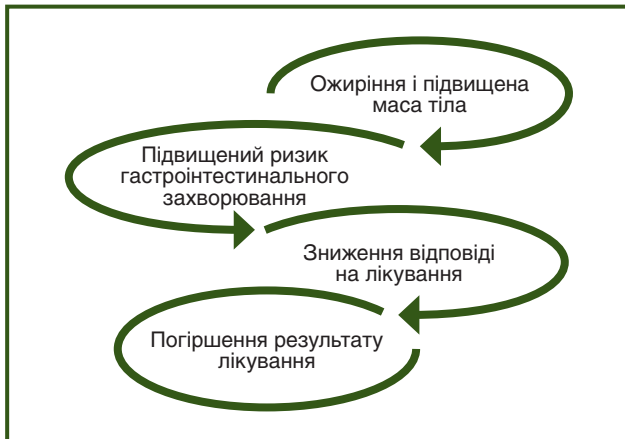 Ожиріння і підвищена
маса тіла
Підвищений ризик
гастроінтестинального
захворювання
Зниження відповіді
на лікування
Погіршення результату
лікування